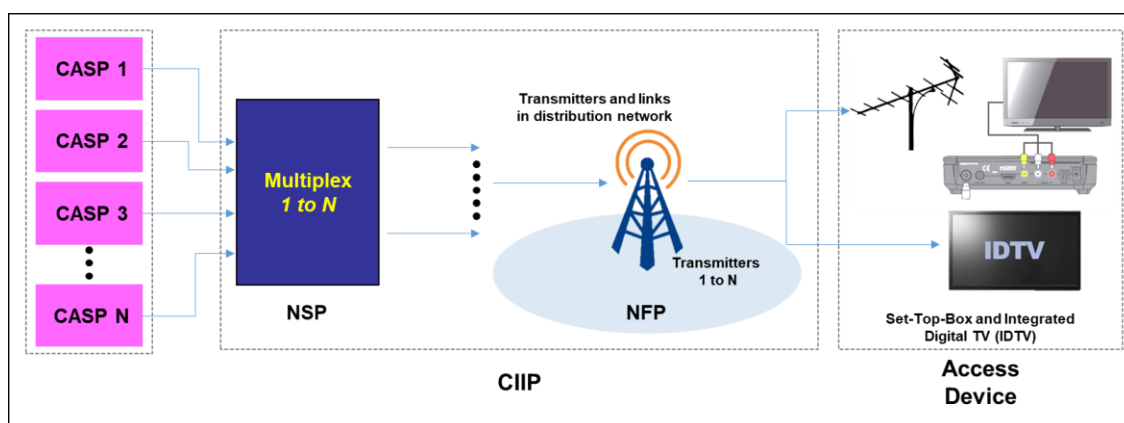 CASP 1
CASP 2
CASP 3
CASP N
Multiplex
1 to N
NSP
Transmitters and links
in distribution network
Transmitters
1 to N
NFP
CIIP
IDTV
Set-Top-Box and Integrated
Digital TV (IDTV)
Access
Device